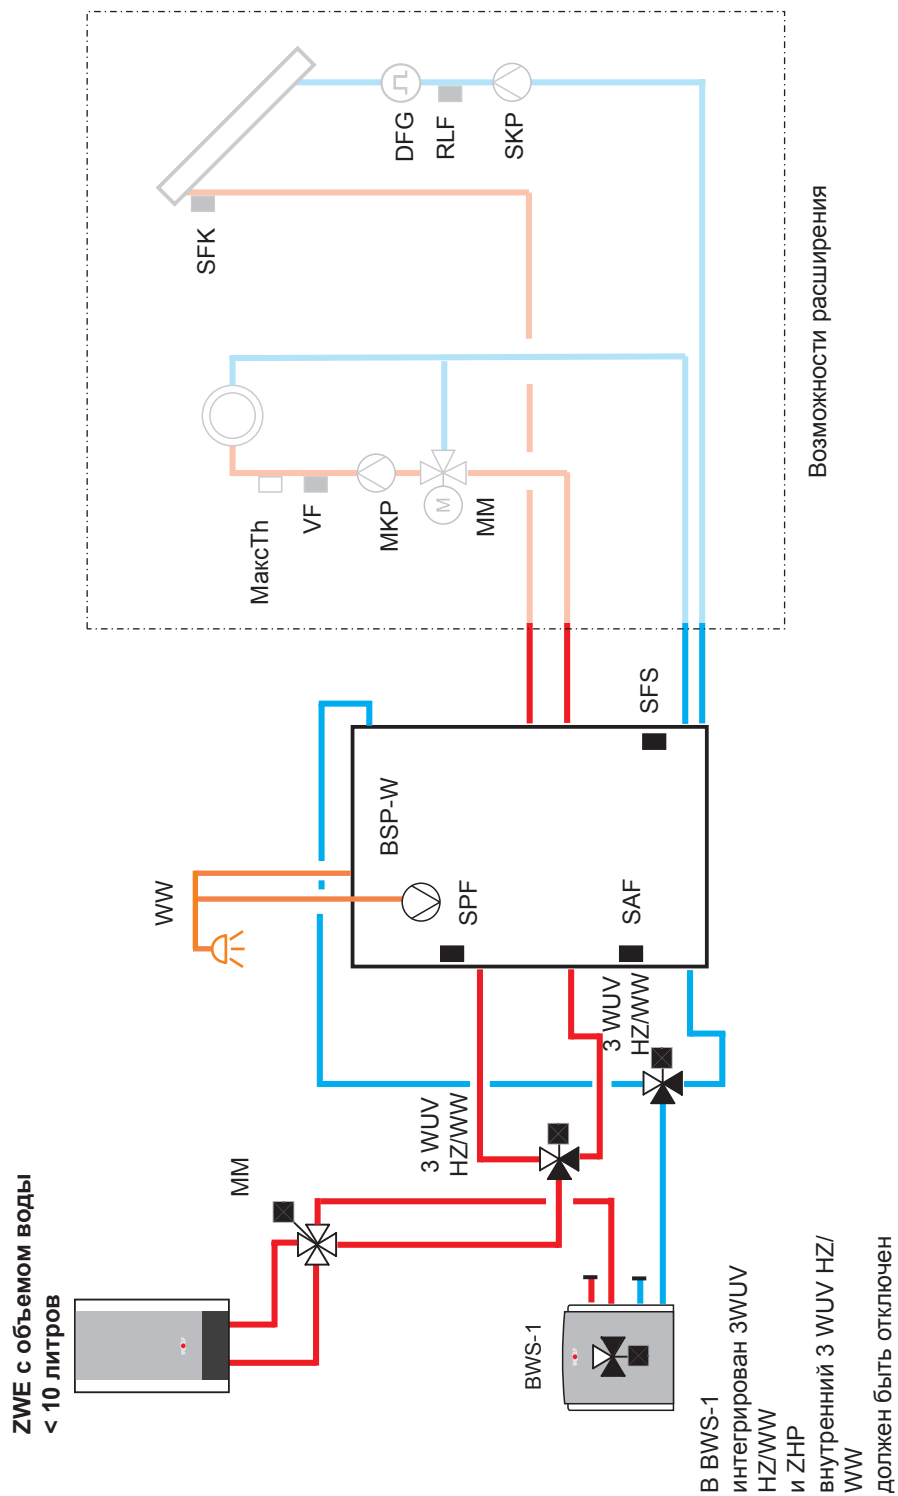 ZWE с объемом воды
< 10 литров
MM
BWS-1
В BWS-1
интегрирован 3WUV
HZ/WW
и ZHP
внутренний 3 WUV HZ/
WW
должен быть отключен
3 WUV
HZ/WW
3 WUV
HZ/WW
WW
BSP-W
SPF
SAF
SFS
МаксTh
VF
MKP
MM
M
SFK
DFG
RLF
SKP
Возможности расширения